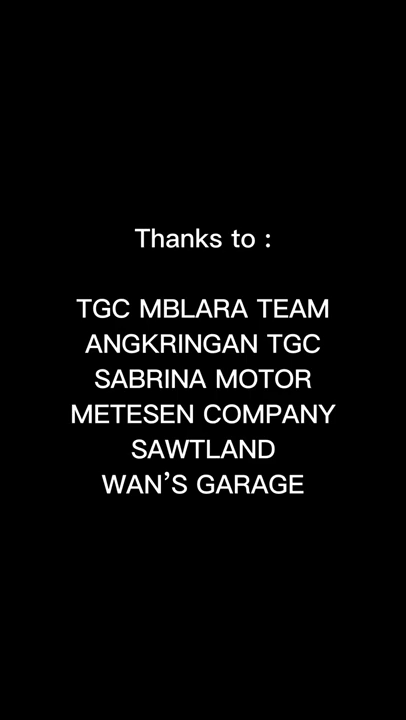 Thanks to :
TGC MBLARA TEAM
ANGKRINGAN TGC
SABRINA MOTOR
METESEN COMPANY
SAWTLAND
WAN’S GARAGE